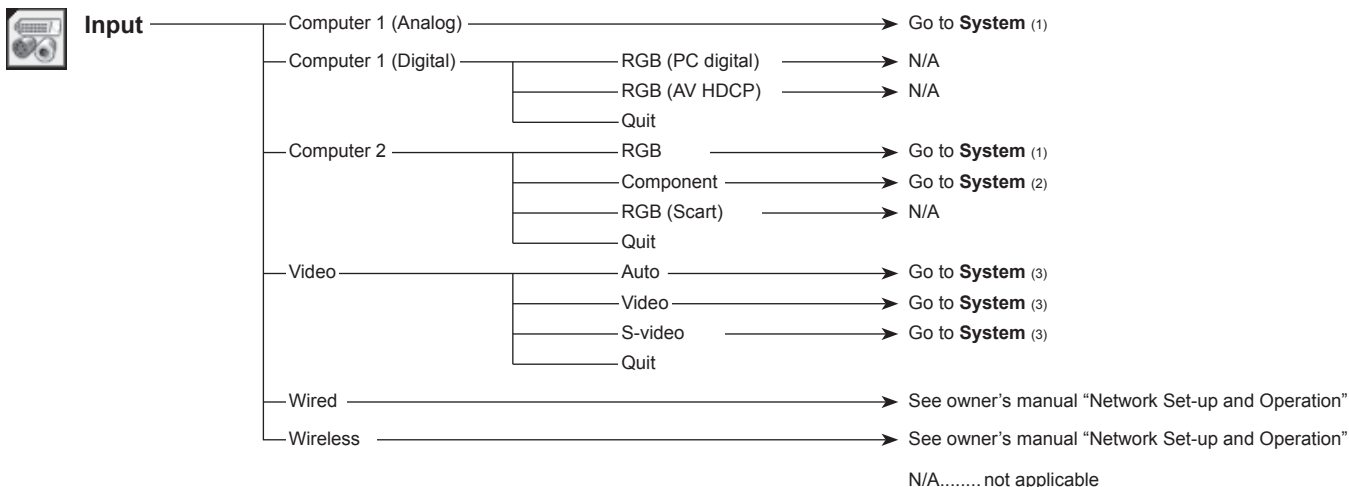 Input Computer 1 (Analog) Go to System (1)
Computer 1 (Digital) RGB (PC digital) N/A
RGB (AV HDCP) N/A
Quit
Computer 2 RGB Go to System (1)
Component Go to System (2)
RGB (Scart) N/A
Quit
Video Auto Go to System (3)
Video Go to System (3)
S-video Go to System (3)
Quit
Wired See owner’s manual “Network Set-up and Operation”
Wireless See owner’s manual “Network Set-up and Operation”
N/A........ not applicable